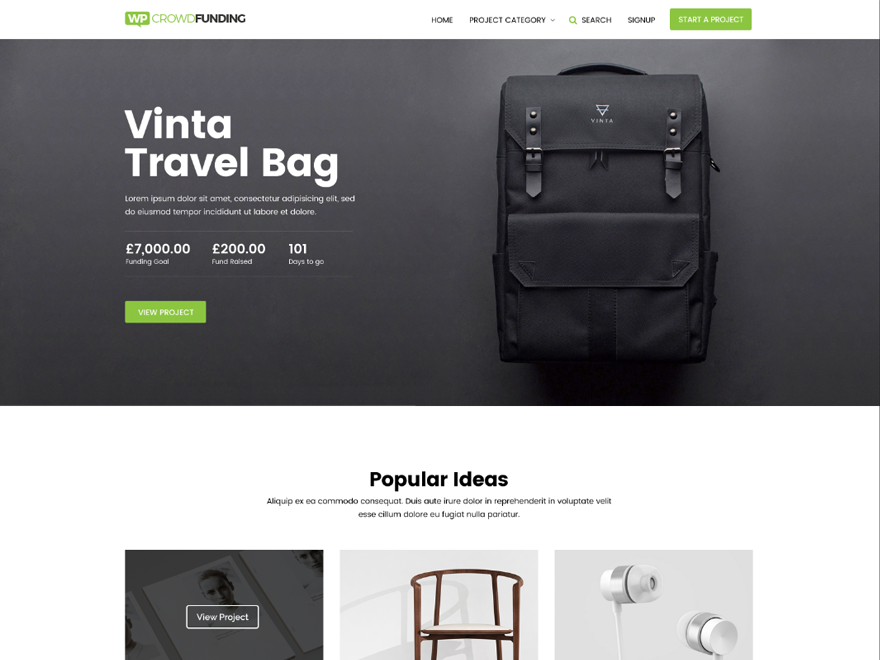 WP CROWDFUNDING
HOME PROJECT CATEGORY SEARCH SIGNUP START A PROJECT
VINTA
Vinta
Travel Bag
Lorem ipsum dolor sit amet, consectetur adipisicing elit, sed
do eiusmod tempor incididunt ut labore et dolore.
£7,000.00 £200.00 101
Funding Goal Fund Raised Days to go
VIEW PROJECT
Popular Ideas
Aliquip ex ea commodo consequat. Duis aute irure dolor in reprehenderit in voluptate velit
esse cillum dolore eu fugiat nulla pariatur.
View Project